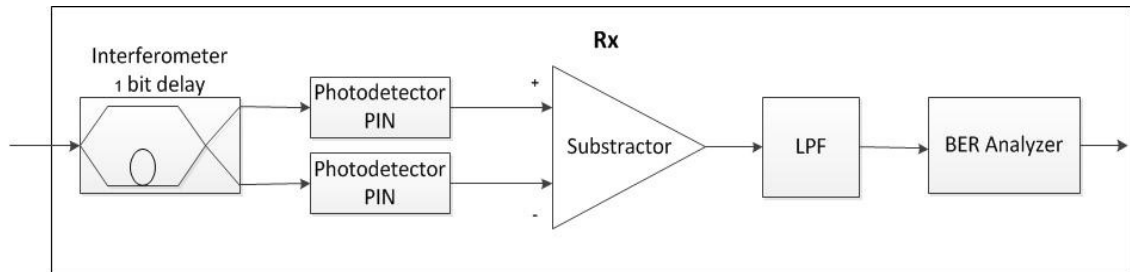 Rx
Interferometer
1 bit delay
Photodetector
PIN
Photodetector
PIN
+
Substractor
-
LPF
BER Analyzer